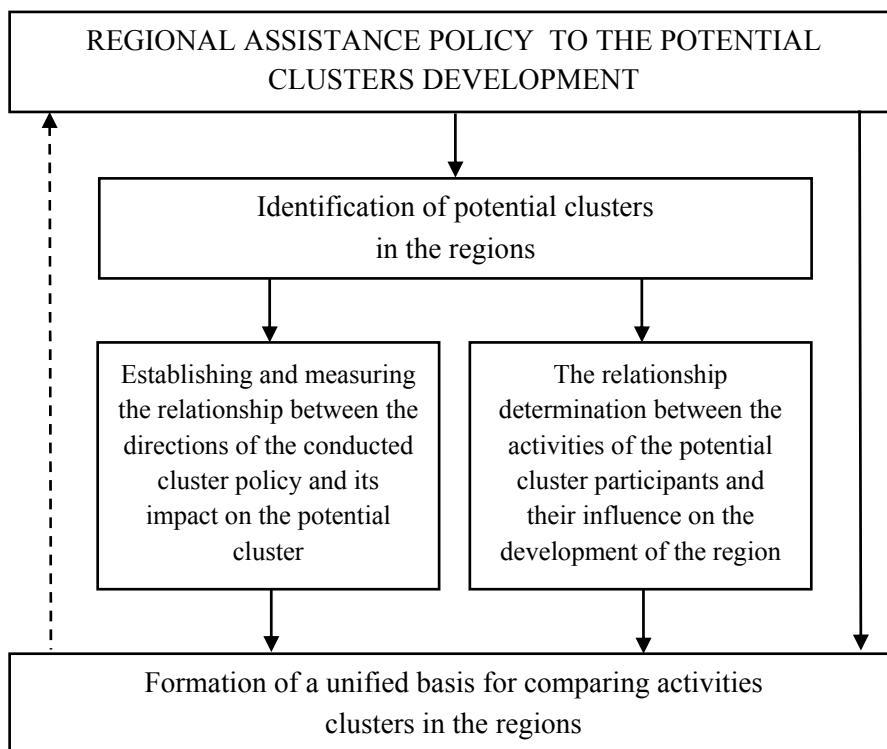 REGIONAL ASSISTANCE POLICY TO THE POTENTIAL
CLUSTERS DEVELOPMENT
Identification of potential clusters
in the regions
Establishing and measuring
the relationship between the
directions of the conducted
cluster policy and its
impact on the potential
cluster
The relationship
determination between the
activities of the potential
cluster participants and
their influence on the
development of the region
Formation of a unified basis for comparing activities
clusters in the regions